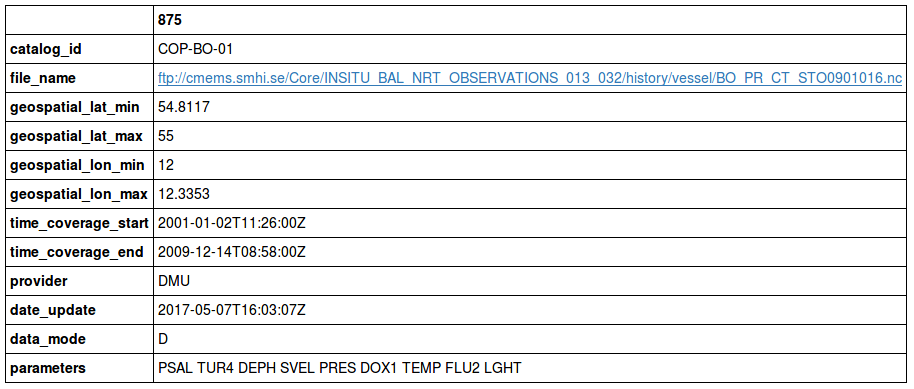 875
catalog_id COP-BO-01
file_name ftp://cmems.smhi.se/Core/INSITU_BAL_NRT_OBSERVATIONS_013_032/history/vessel/BO_PR_CT_STO0901016.nc
geospatial_lat_min 54.8117
geospatial_lat_max 55
geospatial_lon_min 12
geospatial_lon_max 12.3353
time_coverage_start 2001-01-02T11:26:00Z
time_coverage_end 2009-12-14T08:58:00Z
provider DMU
date_update 2017-05-07T16:03:07Z
data_mode D
parameters PSAL TUR4 DEPH SVEL PRES DOX1 TEMP FLU2 LGHT